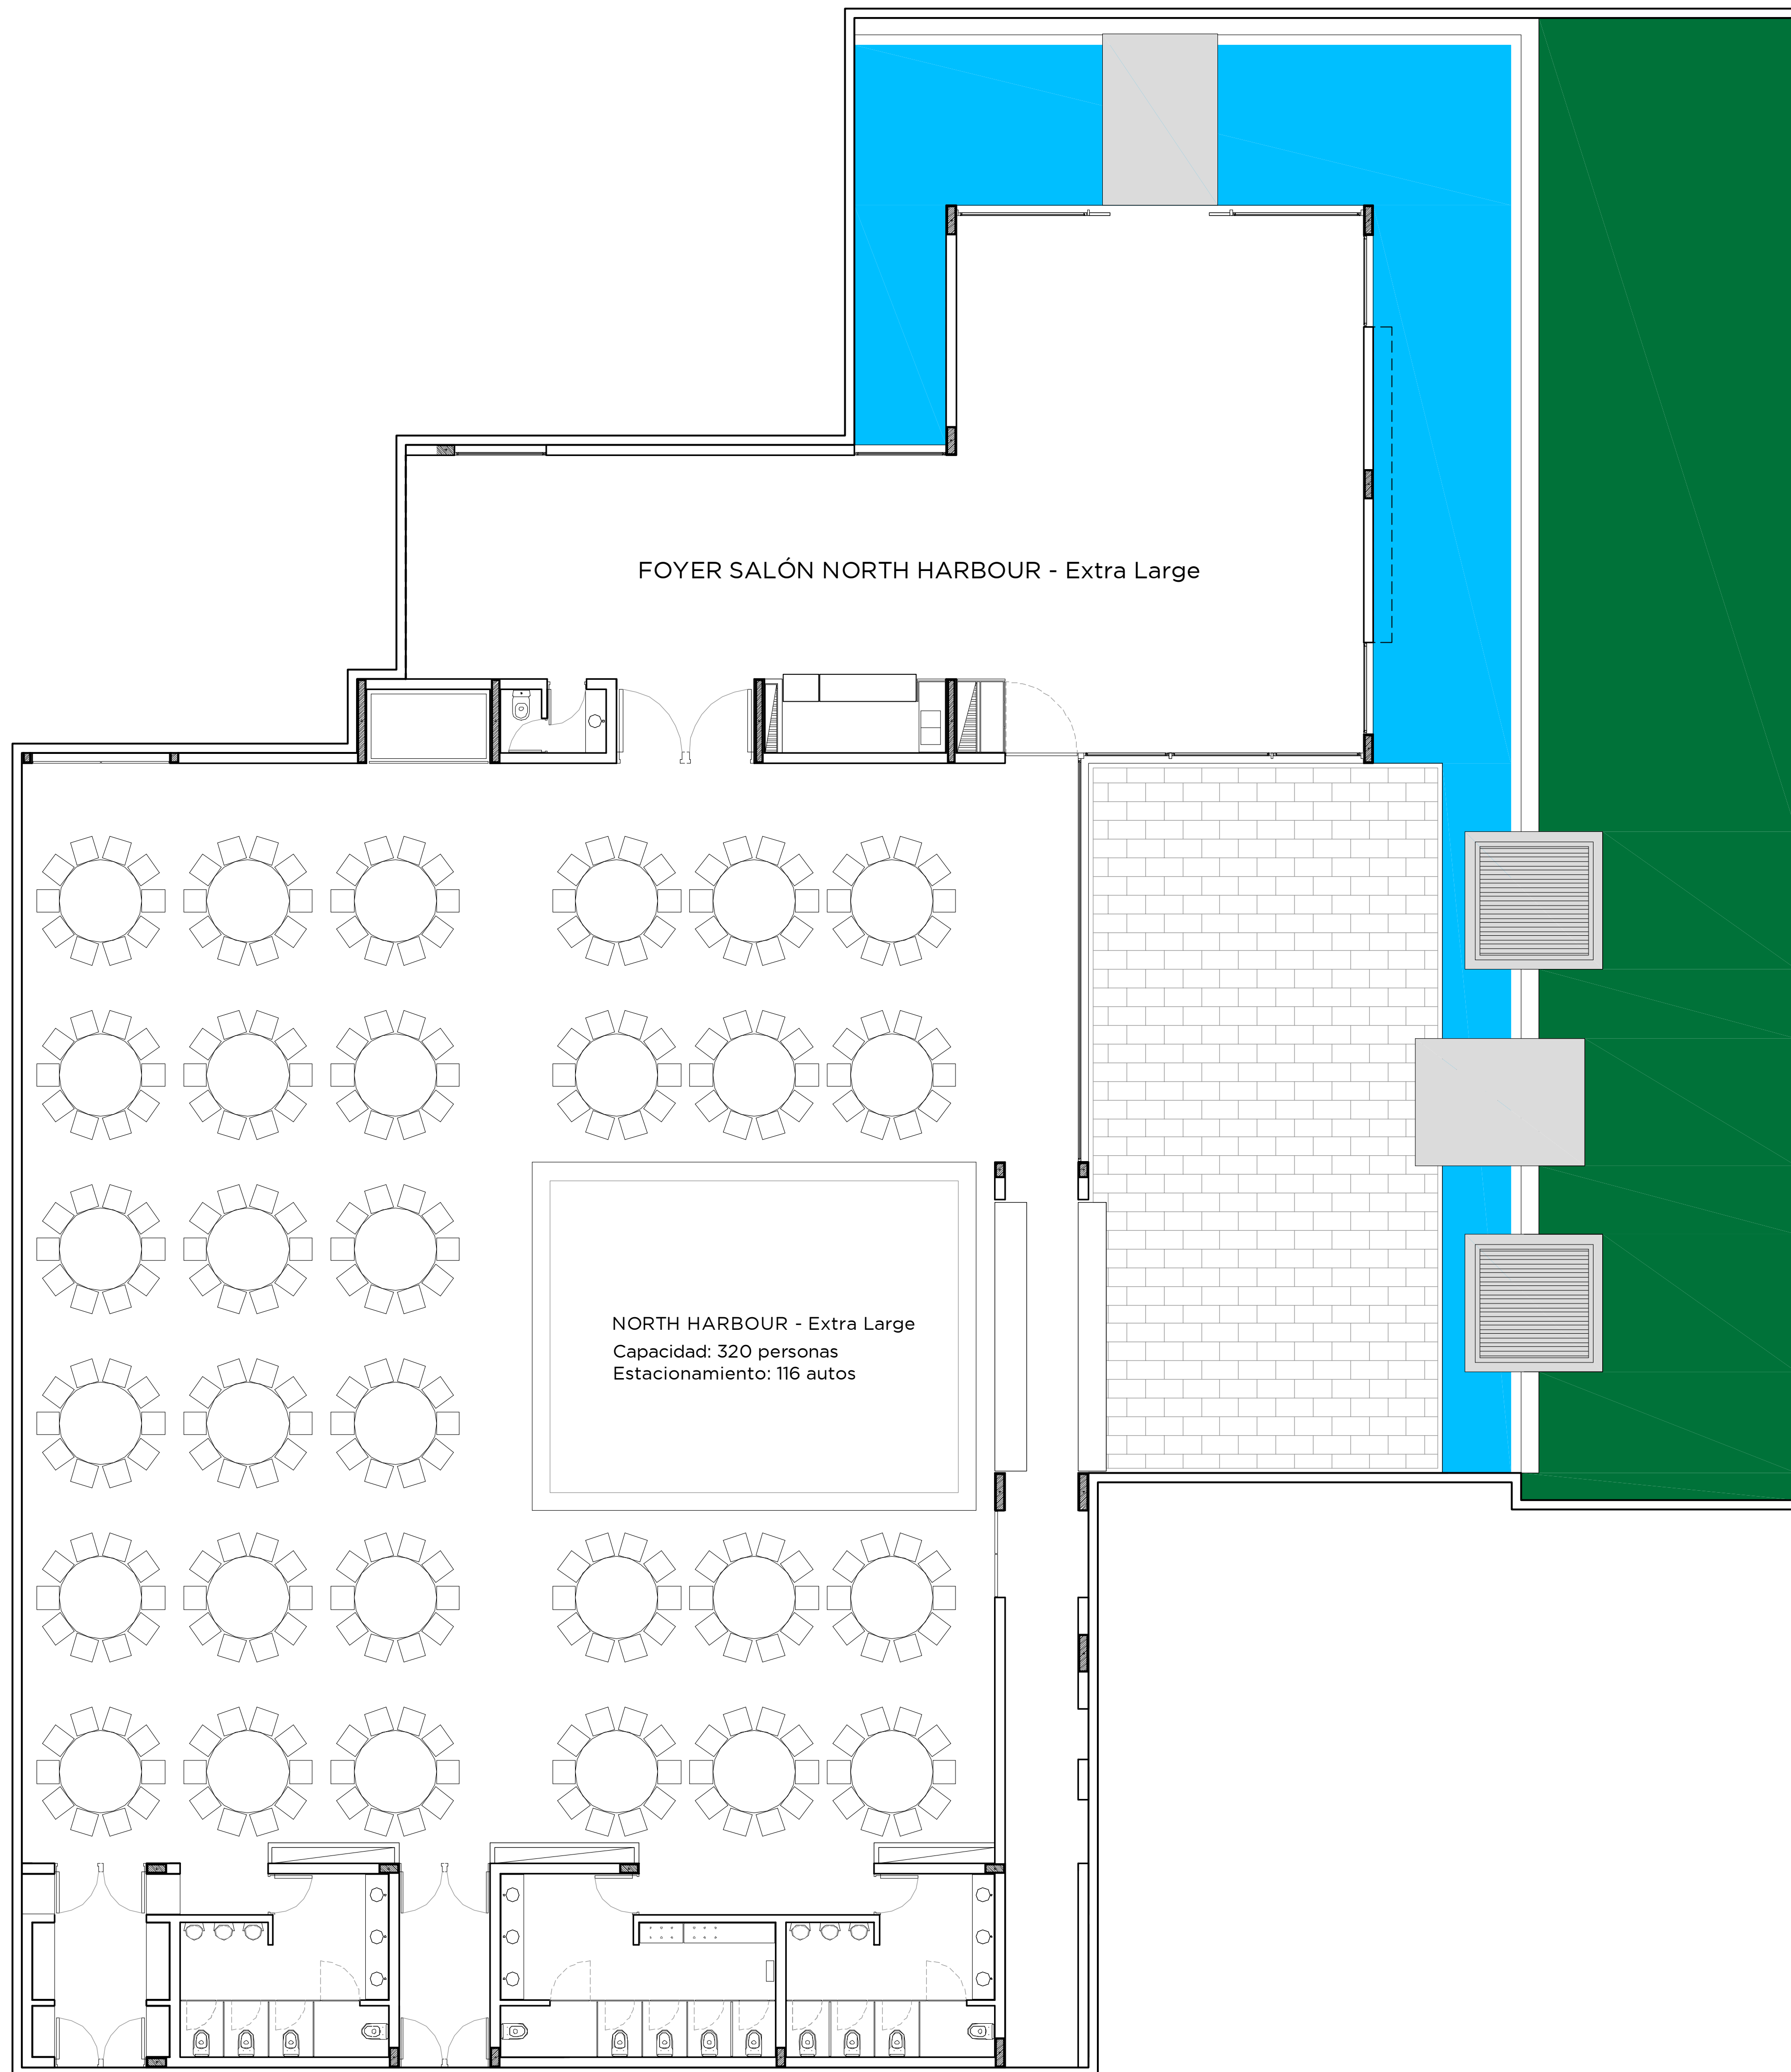 FOYER SALÓN NORTH HARBOUR - Extra Large
NORTH HARBOUR - Extra Large
Capacidad: 320 personas
Estacionamiento: 116 autos